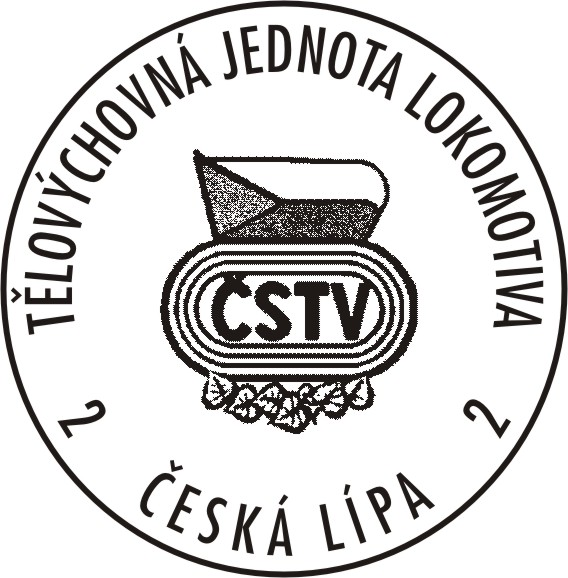 TĚLOVÝCHOVNÁ JEDNOTA LOKOMOTIVA
ČSTV
2 2
ČESKÁ LÍPA